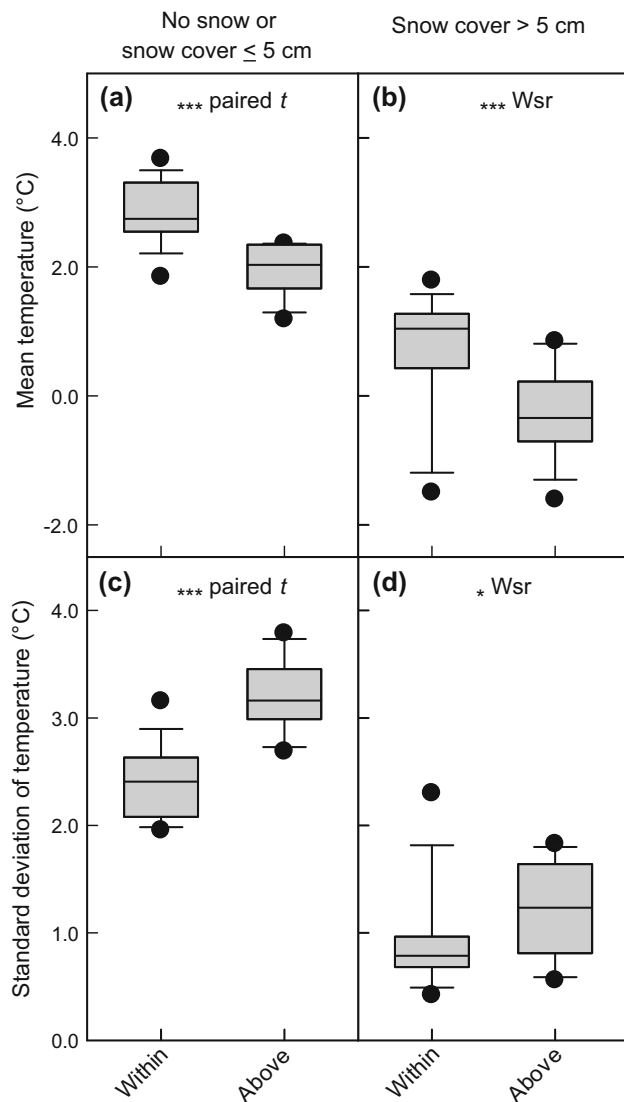 No snow or
snow cover ≤ 5 cm
Snow cover > 5 cm
(a)
*** paired t
(b)
*** Wsr
Mean temperature (°C)
4.0
2.0
0.0
-2.0
(c)
*** paired t
(d)
* Wsr
Standard deviation of temperature (°C)
4.0
3.0
2.0
1.0
0.0
Within
Above
Within
Above